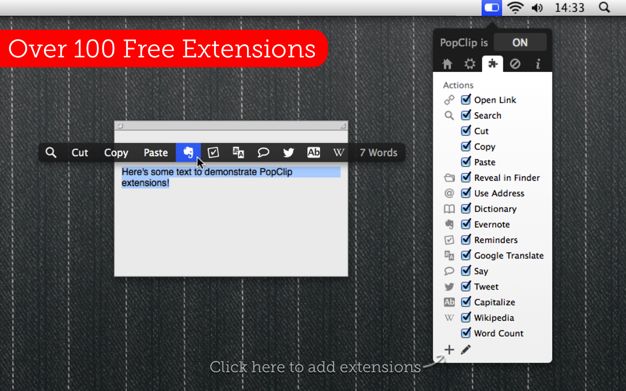 14:33
Over 100 Free Extensions
PopClip is ON
Actions
Open Link
Search
Cut
Copy
Paste
Reveal in Finder
Use Address
Dictionary
Evernote
Reminders
Google Translate
Say
Tweet
Ab Capitalize
W Wikipedia
Word Count
Cut Copy Paste Ab W 7 Words
Here's some text to demonstrate PopClip
extensions!
Click here to add extensions